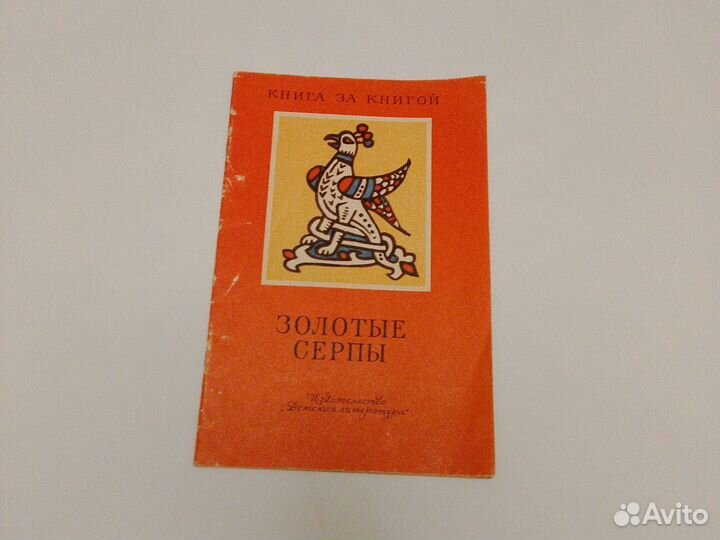 КНИГА ЗА КНИГОЙ
ЗОЛОТЫЕ
СЕРПЫ
Издательство
„Детская литература"
Avito